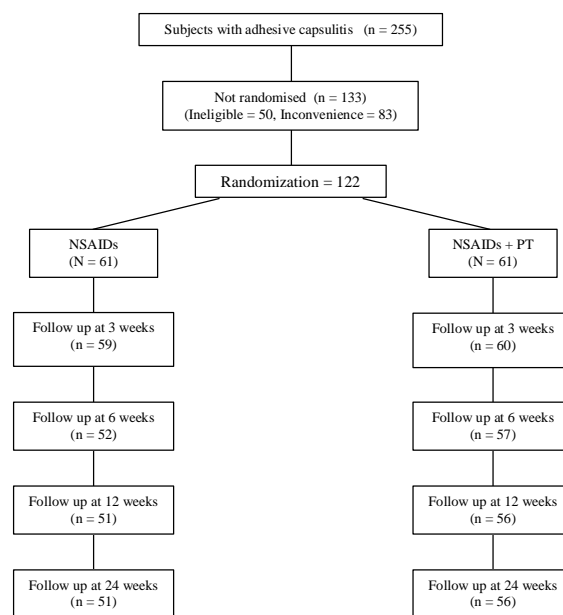 Subjects with adhesive capsulitis (n = 255)
Not randomised (n = 133)
(Ineligible = 50, Inconvenience = 83)
Randomization = 122
NSAIDs
(N = 61)
NSAIDs + PT
(N = 61)
Follow up at 3 weeks
(n = 59)
Follow up at 3 weeks
(n = 60)
Follow up at 6 weeks
(n = 52)
Follow up at 6 weeks
(n = 57)
Follow up at 12 weeks
(n = 51)
Follow up at 12 weeks
(n = 56)
Follow up at 24 weeks
(n = 51)
Follow up at 24 weeks
(n = 56)